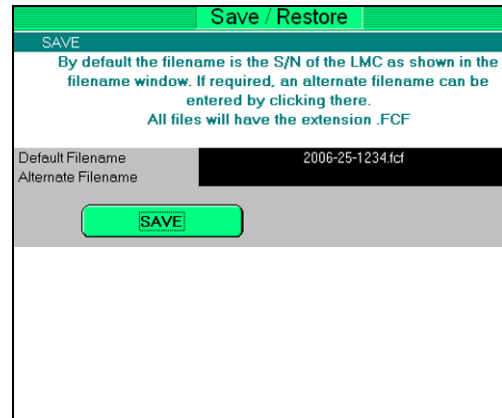 Save / Restore
SAVE
By default the filename is the S/N of the LMC as shown in the
filename window. If required, an alternate filename can be
entered by clicking there.
All files will have the extension .FCF
Default Filename 2006-25-1234.fcf
Alternate Filename
SAVE